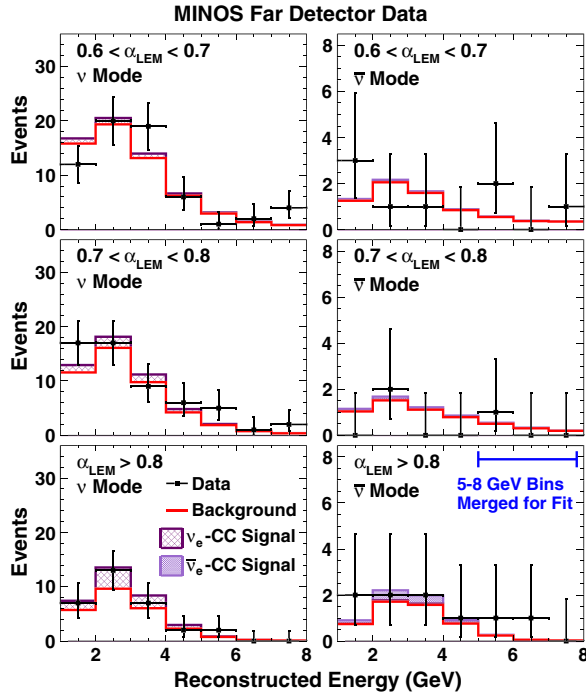 MINOS Far Detector Data
0.6 < α_LEM < 0.7
ν Mode
0.6 < α_LEM < 0.7
ν̅ Mode
Events
30
20
10
0
8
6
4
2
0
0.7 < α_LEM < 0.8
ν Mode
0.7 < α_LEM < 0.8
ν̅ Mode
Events
30
20
10
0
8
6
4
2
0
α_LEM > 0.8
ν Mode
Data
Background
ν_e-CC Signal
ν̅_e-CC Signal
α_LEM > 0.8
ν̅ Mode
5-8 GeV Bins
Merged for Fit
Events
30
20
10
0
8
6
4
2
0
2 4 6 8
2 4 6 8
Reconstructed Energy (GeV)